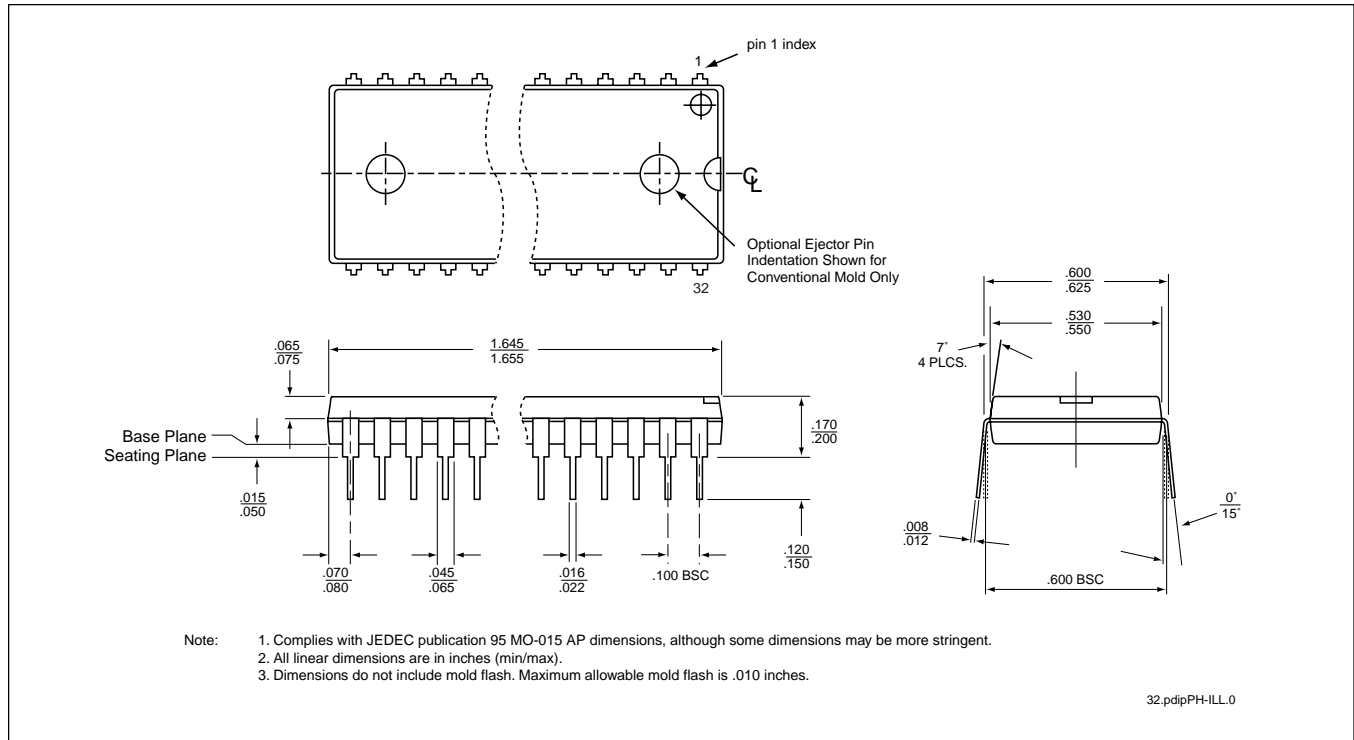 pin 1 index
1
℄
Optional Ejector Pin
Indentation Shown for
Conventional Mold Only
32
.600
.625
.530
.550
7°
4 PLCS.
.065
.075
1.645
1.655
Base Plane
Seating Plane
.170
.200
.015
.050
0°
15°
.008
.012
.120
.150
.070
.080
.045
.065
.016
.022
.100 BSC
.600 BSC
Note: 1. Complies with JEDEC publication 95 MO-015 AP dimensions, although some dimensions may be more stringent.
2. All linear dimensions are in inches (min/max).
3. Dimensions do not include mold flash. Maximum allowable mold flash is .010 inches.
32.pdipPH-ILL.0